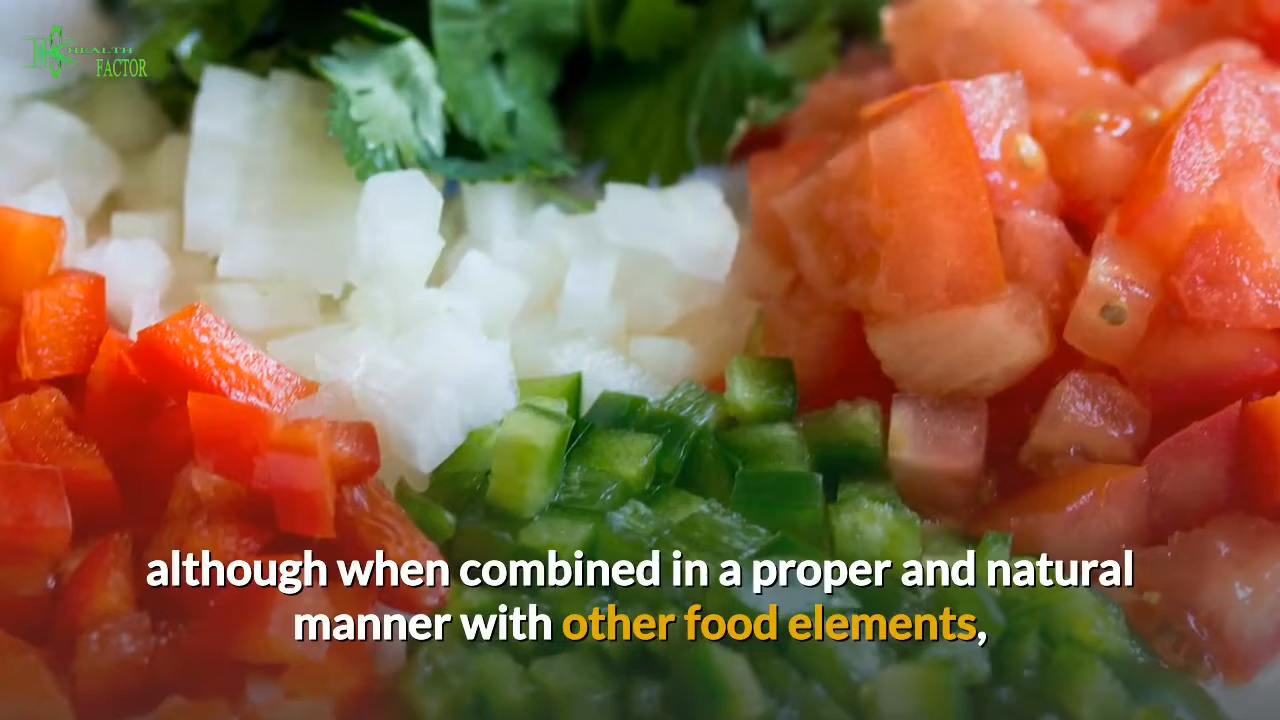 HEALTH
FACTOR
although when combined in a proper and natural
manner with other food elements,